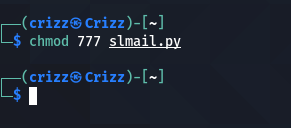 ┌──(crizz㉿Crizz)-[~]
└─$ chmod 777 slmail.py
┌──(crizz㉿Crizz)-[~]
└─$